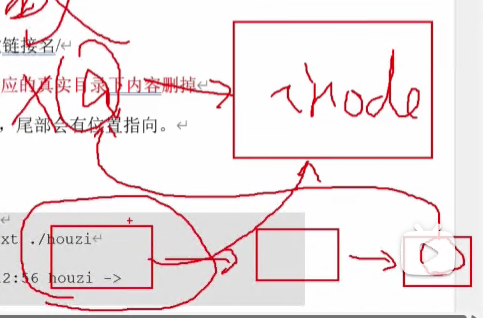 链接名/
应的真实目录下内容删掉
，尾部会有位置指向。
inode
xt ./houzi
2:56 houzi ->